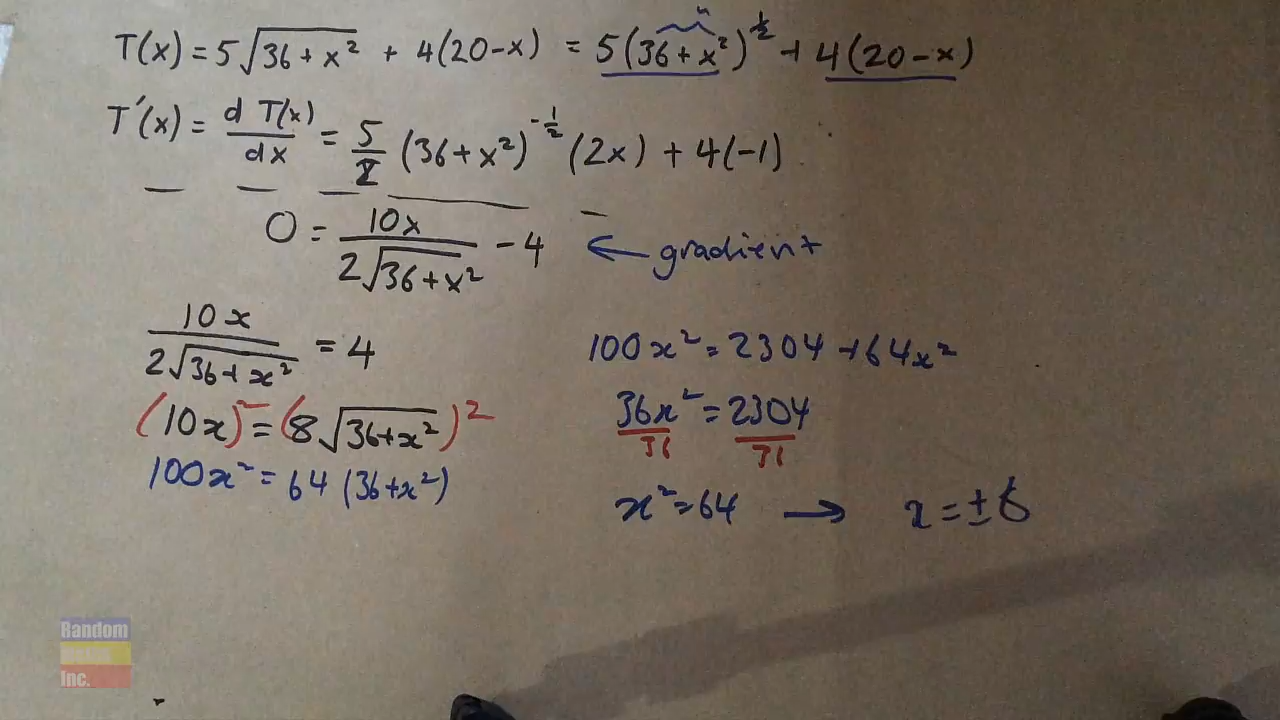 T(x) = 5√(36 + x²) + 4(20-x) = 5(36 + x²)^½ + 4(20-x)
u
T'(x) = d T(x)/dx = 5/2 (36+x²)^-½ (2x) + 4(-1)
0 = 10x/2√(36+x²) - 4 ← gradient
10x/2√(36+x²) = 4
(10x)² = (8√(36+x²))²
100x² = 64 (36+x²)
100x² = 2304 + 64x²
36x² = 2304
36 36
x² = 64 → x = ±8
Random
Inc.